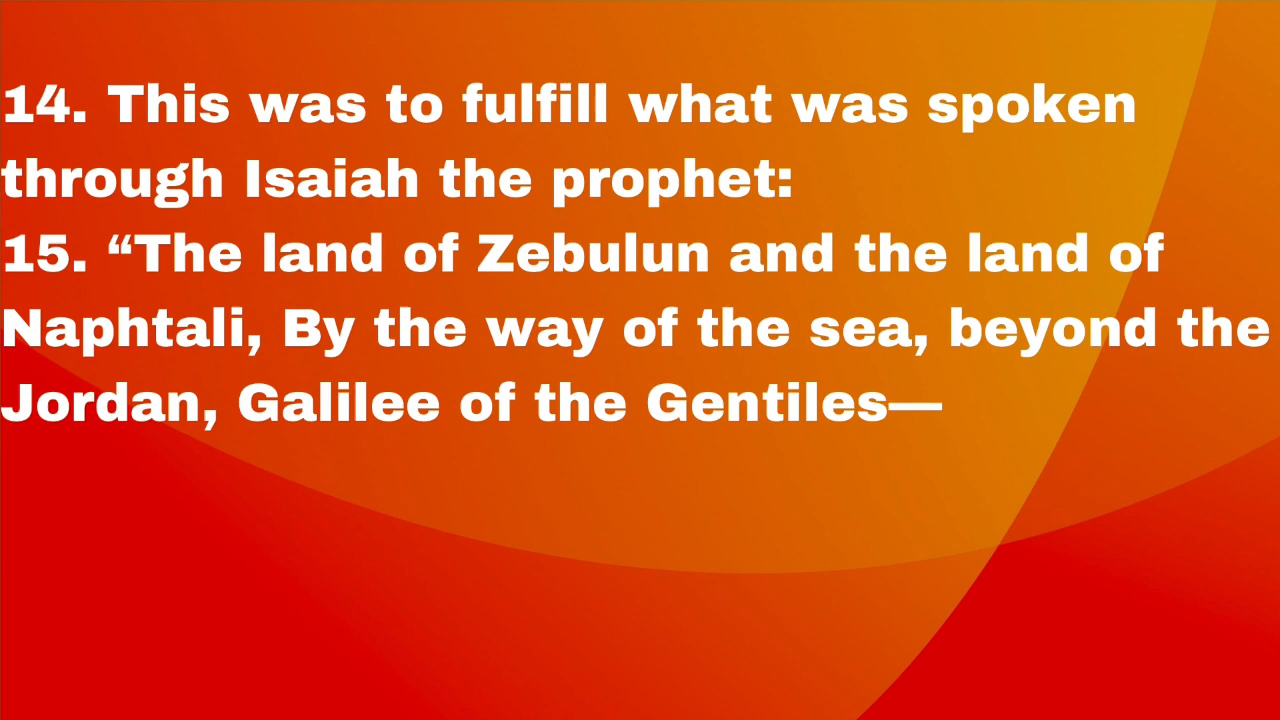 14. This was to fulfill what was spoken
through Isaiah the prophet:
15. “The land of Zebulun and the land of
Naphtali, By the way of the sea, beyond the
Jordan, Galilee of the Gentiles—